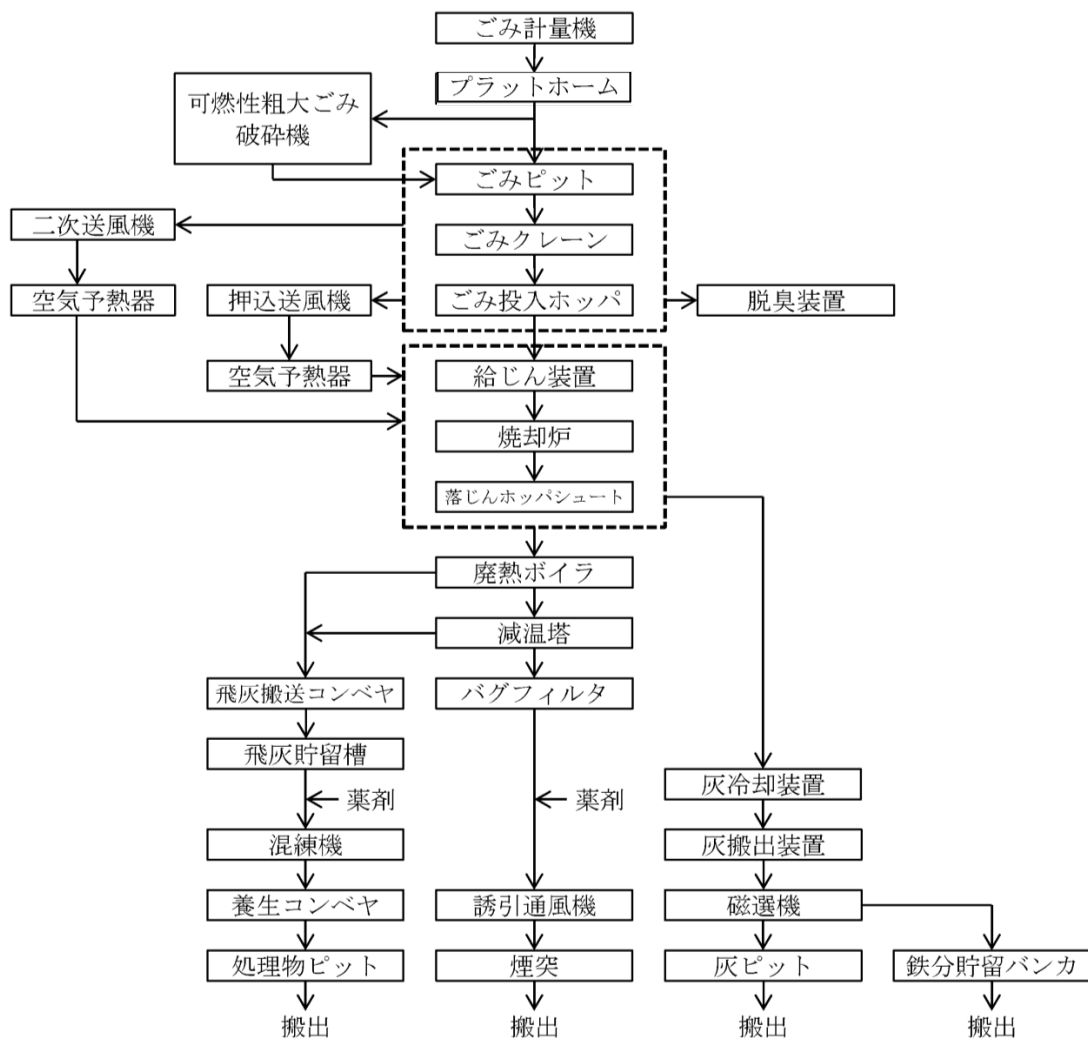 ごみ計量機
プラットホーム
可燃性粗大ごみ
破砕機
ごみピット
二次送風機
ごみクレーン
空気予熱器
押込送風機
ごみ投入ホッパ
脱臭装置
空気予熱器
給じん装置
焼却炉
落じんホッパシュート
廃熱ボイラ
減温塔
飛灰搬送コンベヤ
バグフィルタ
飛灰貯留槽
灰冷却装置
薬剤
薬剤
混練機
灰搬出装置
養生コンベヤ
誘引通風機
磁選機
処理物ピット
煙突
灰ピット
鉄分貯留バンカ
搬出
搬出
搬出
搬出